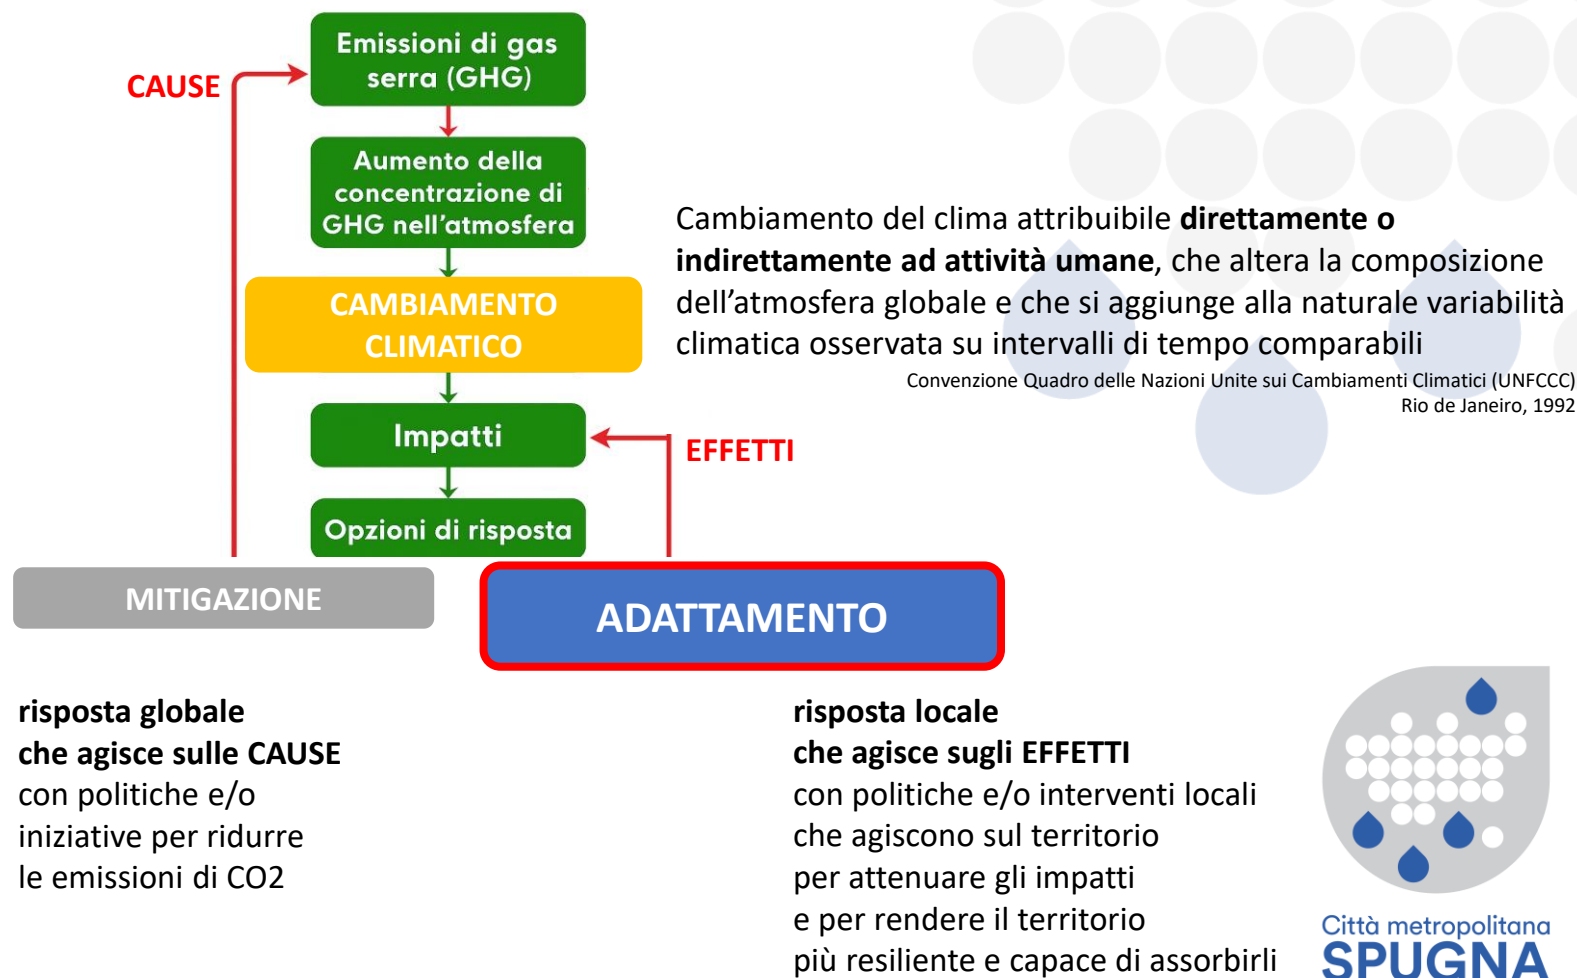 Emissioni di gas
serra (GHG)
CAUSE
Aumento della
concentrazione di
GHG nell'atmosfera
Cambiamento del clima attribuibile direttamente o
indirettamente ad attività umane, che altera la composizione
dell'atmosfera globale e che si aggiunge alla naturale variabilità
climatica osservata su intervalli di tempo comparabili
Convenzione Quadro delle Nazioni Unite sui Cambiamenti Climatici (UNFCCC)
Rio de Janeiro, 1992
CAMBIAMENTO
CLIMATICO
Impatti
EFFETTI
Opzioni di risposta
MITIGAZIONE
ADATTAMENTO
risposta globale
che agisce sulle CAUSE
con politiche e/o
iniziative per ridurre
le emissioni di CO2
risposta locale
che agisce sugli EFFETTI
con politiche e/o interventi locali
che agiscono sul territorio
per attenuare gli impatti
e per rendere il territorio
più resiliente e capace di assorbirli
Città metropolitana
SPUGNA